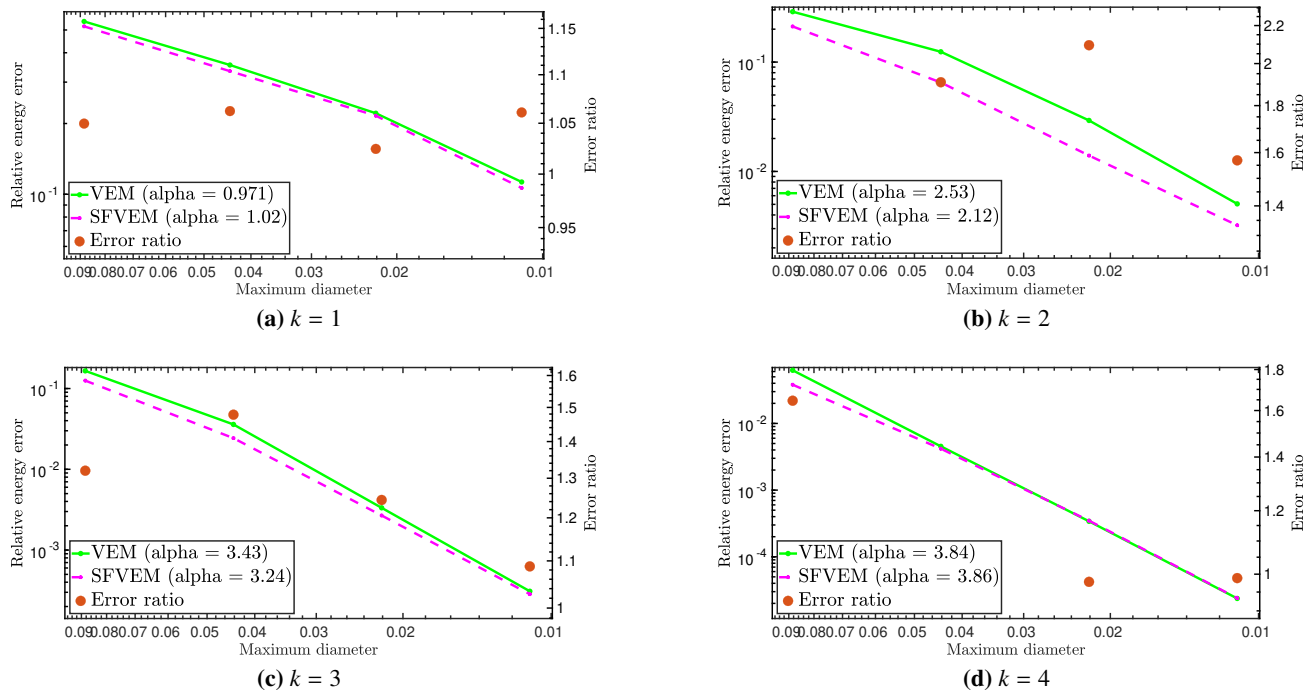 Relative energy error
10⁻¹
1.15
1.1
1.05
1
0.95
Error ratio
VEM (alpha = 0.971)
SFVEM (alpha = 1.02)
Error ratio
0.09 0.08 0.07 0.06 0.05 0.04 0.03 0.02 0.01
Maximum diameter
(a) k = 1
Relative energy error
10⁻¹
10⁻²
2.2
2
1.8
1.6
1.4
Error ratio
VEM (alpha = 2.53)
SFVEM (alpha = 2.12)
Error ratio
0.09 0.08 0.07 0.06 0.05 0.04 0.03 0.02 0.01
Maximum diameter
(b) k = 2
Relative energy error
10⁻¹
10⁻²
10⁻³
1.6
1.5
1.4
1.3
1.2
1.1
1
Error ratio
VEM (alpha = 3.43)
SFVEM (alpha = 3.24)
Error ratio
0.09 0.08 0.07 0.06 0.05 0.04 0.03 0.02 0.01
Maximum diameter
(c) k = 3
Relative energy error
10⁻²
10⁻³
10⁻⁴
1.8
1.6
1.4
1.2
1
Error ratio
VEM (alpha = 3.84)
SFVEM (alpha = 3.86)
Error ratio
0.09 0.08 0.07 0.06 0.05 0.04 0.03 0.02 0.01
Maximum diameter
(d) k = 4